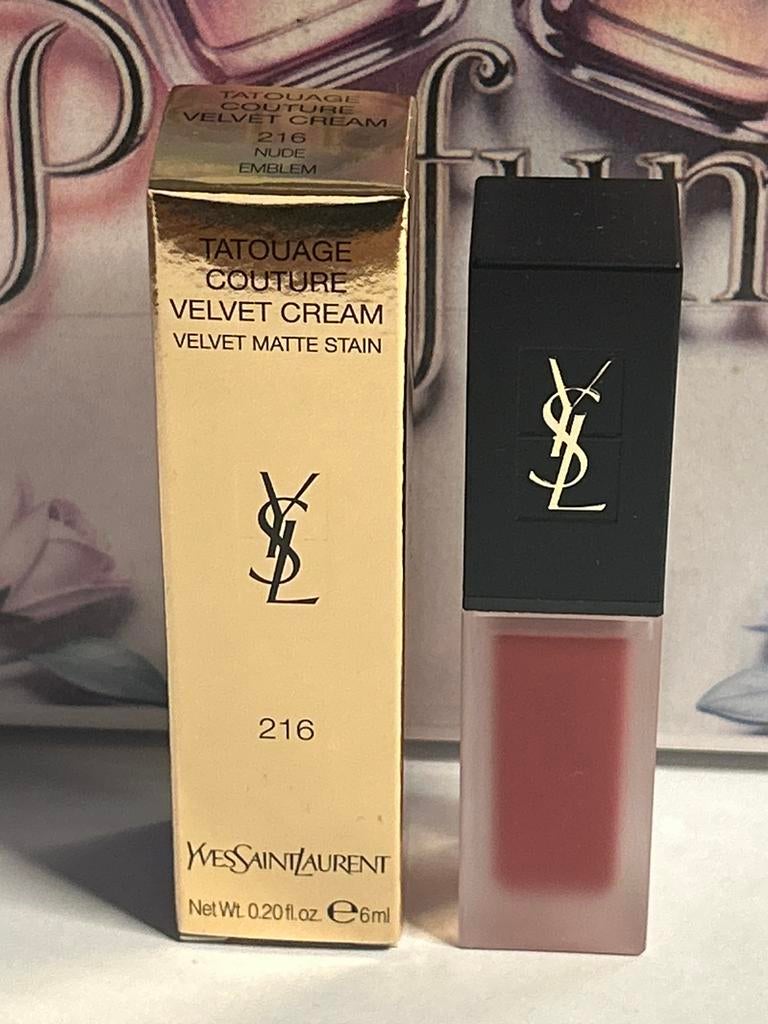 Perfum
TATOUAGE
COUTURE
VELVET CREAM
216
NUDE
EMBLEM
TATOUAGE
COUTURE
VELVET CREAM
VELVET MATTE STAIN
YSL
216
YVESSAINTLAURENT
Net Wt. 0.20 fl.oz. ℮ 6ml
YSL